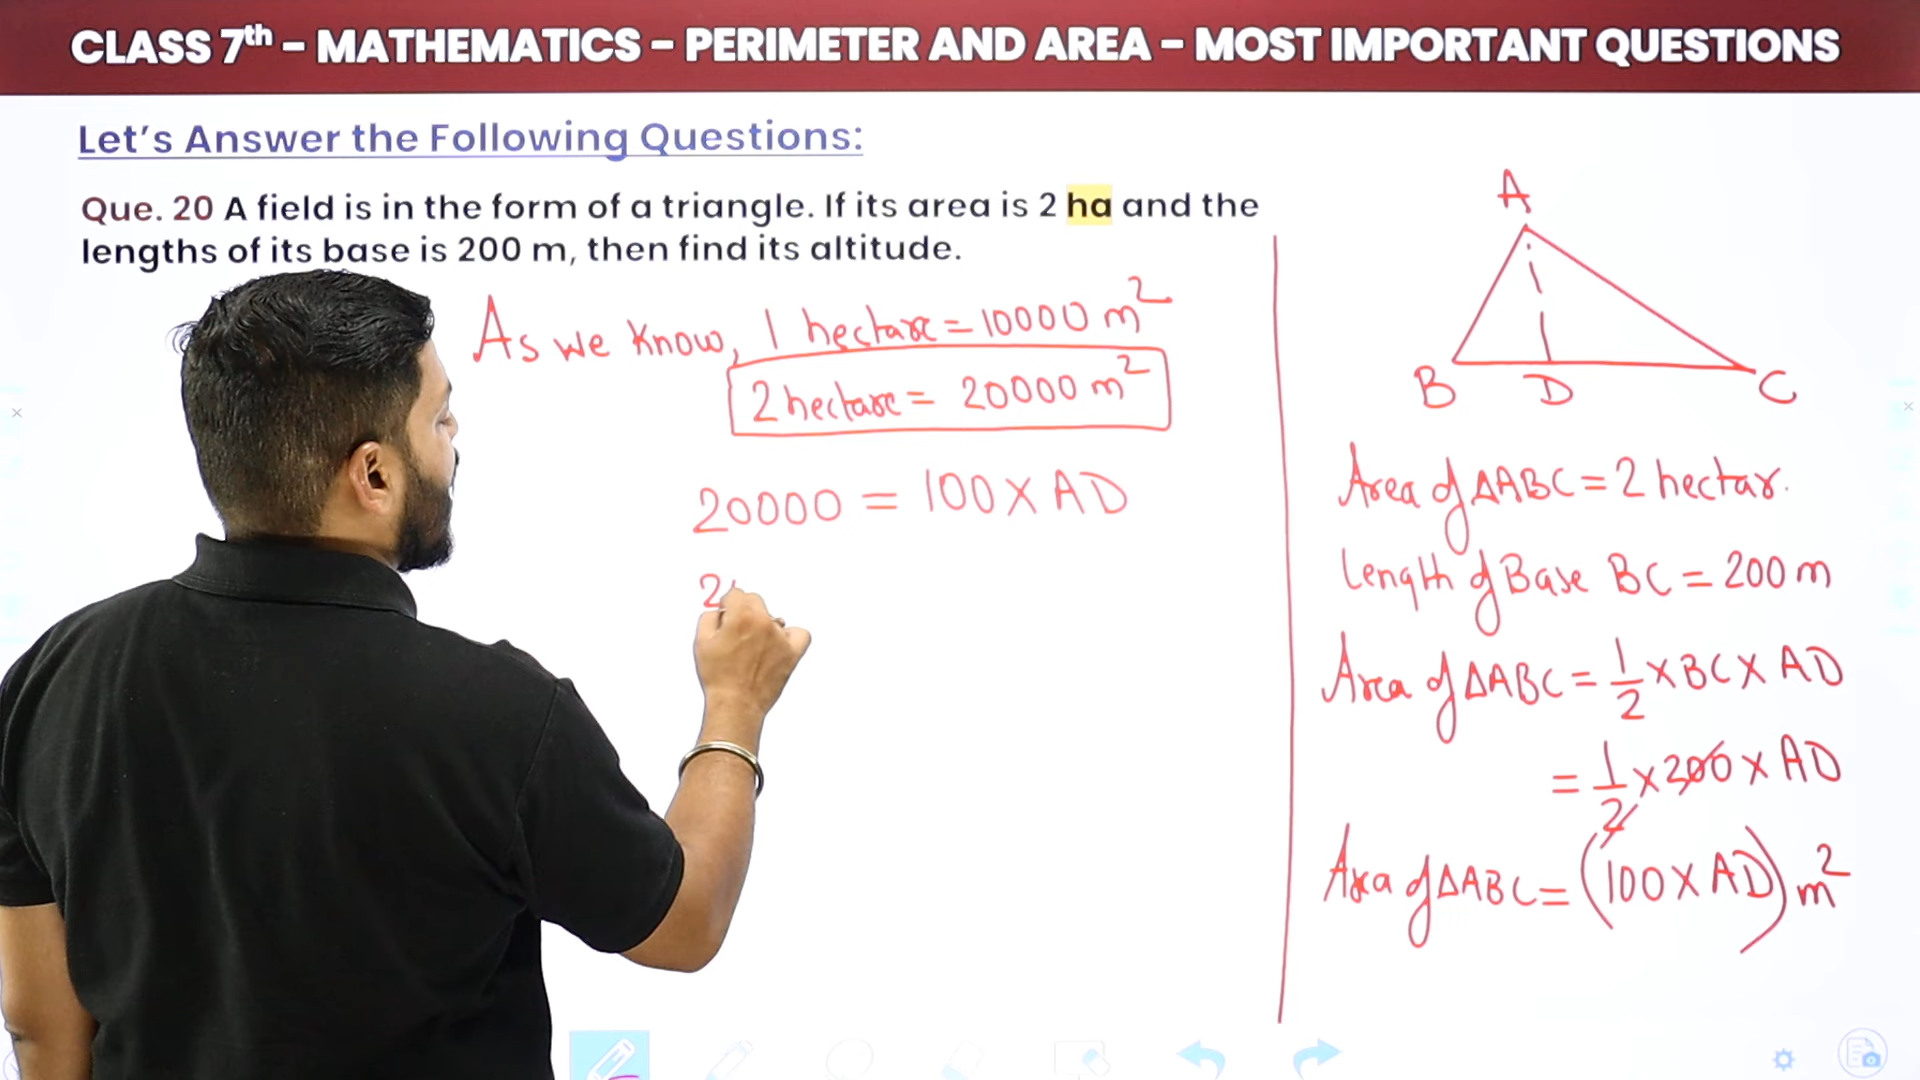 CLASS 7th – MATHEMATICS – PERIMETER AND AREA – MOST IMPORTANT QUESTIONS
Let's Answer the Following Questions:
Que. 20 A field is in the form of a triangle. If its area is 2 ha and the
lengths of its base is 200 m, then find its altitude.
As we know, 1 hectare = 10000 m²
2 hectare = 20000 m²
20000 = 100 × AD
2
A
B D C
Area of ΔABC = 2 hectar.
Length of Base BC = 200 m
Area of ΔABC = 1/2 × BC × AD
= 1/2 × 200 × AD
Area of ΔABC = (100 × AD) m²